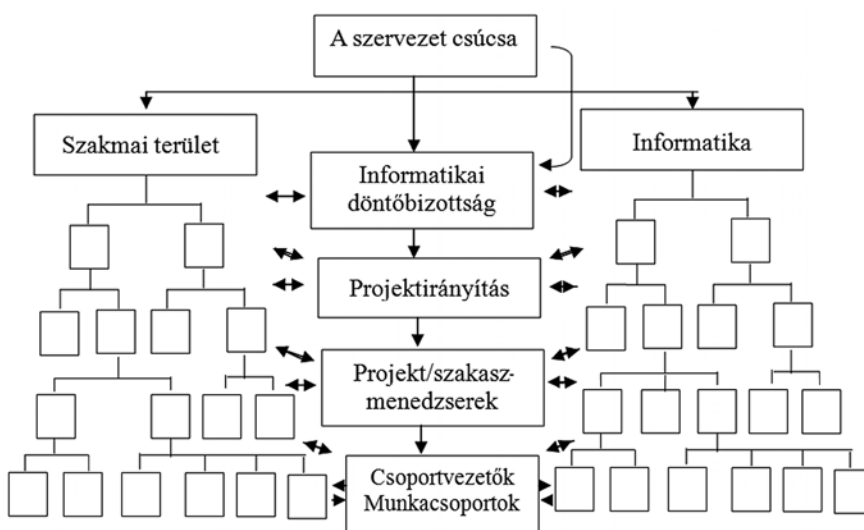 A szervezet csúcsa
Szakmai terület
Informatika
Informatikai
döntőbizottság
Projektirányítás
Projekt/szakasz-
menedzserek
Csoportvezetők
Munkacsoportok